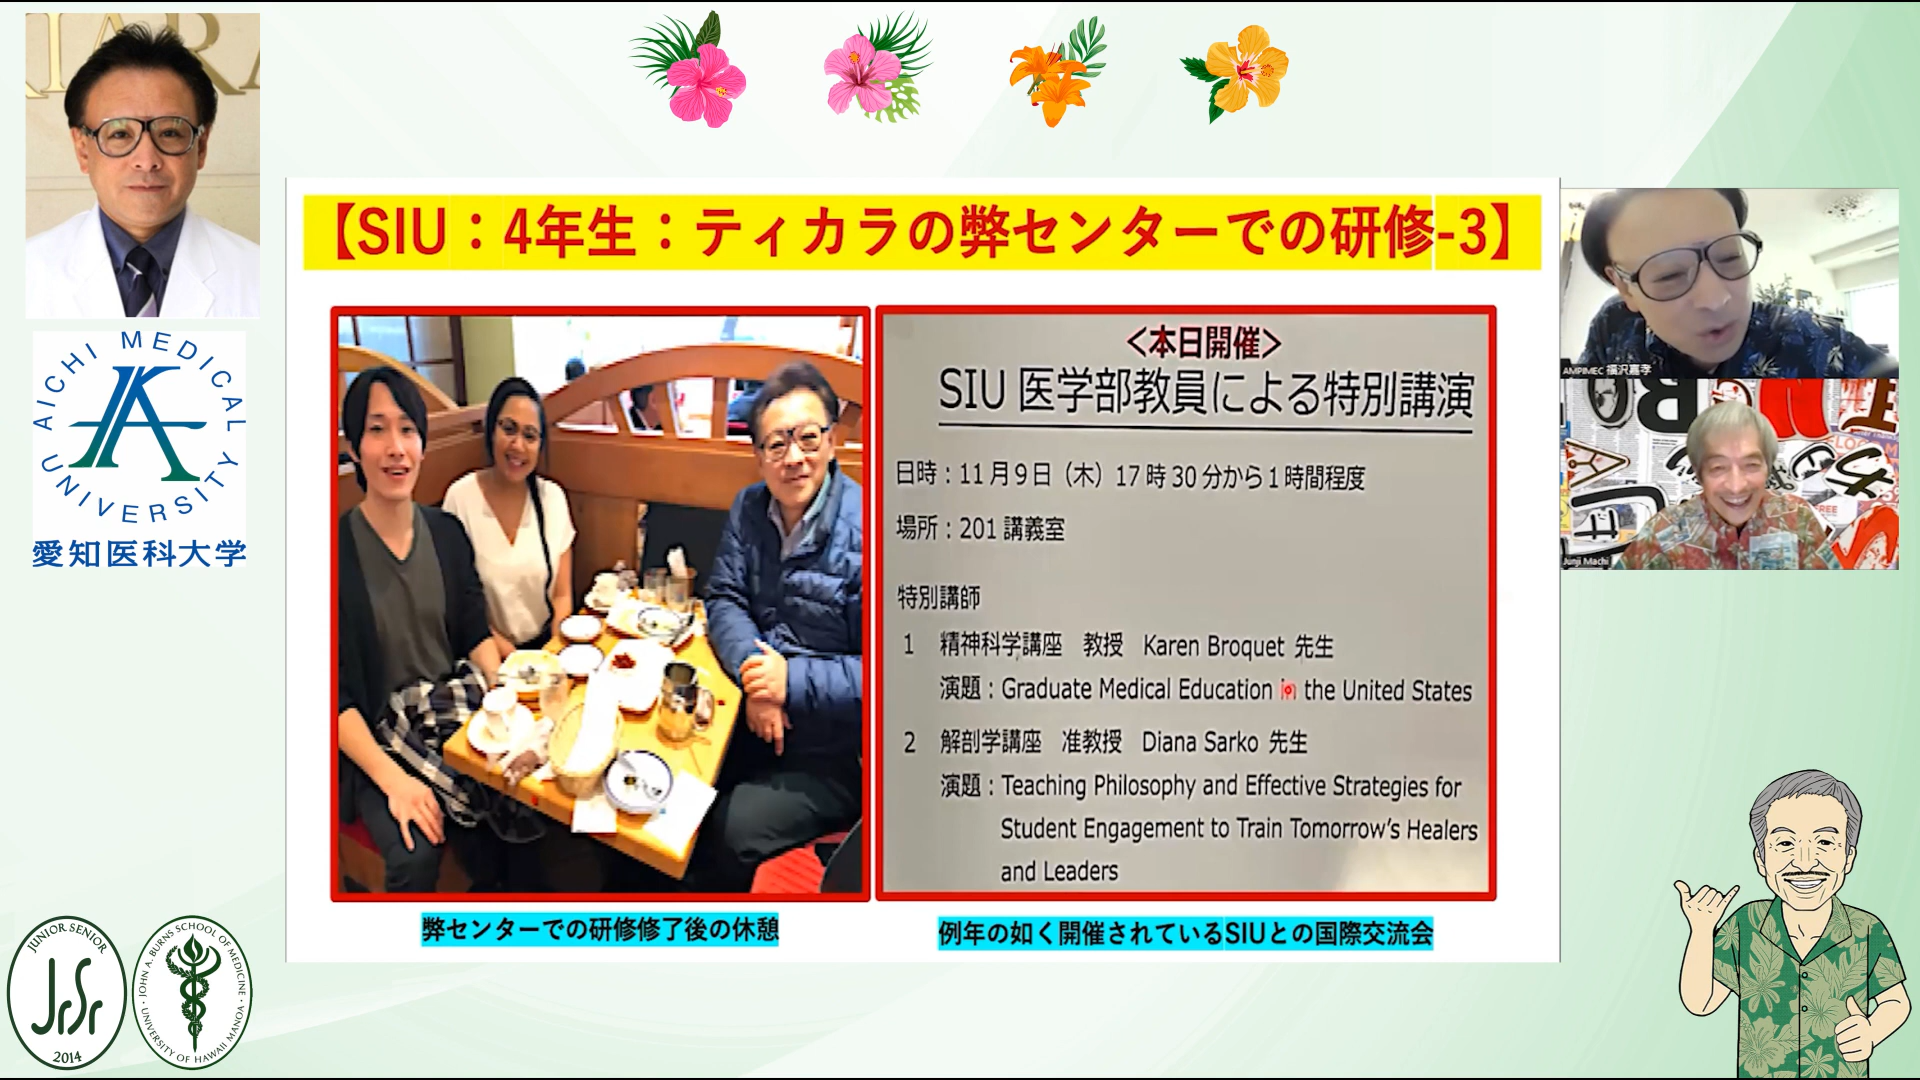 AICHI MEDICAL UNIVERSITY
愛知医科大学
【SIU：4年生：ティカラの弊センターでの研修-3】
<本日開催>
SIU 医学部教員による特別講演
日時：11月9日（木）17時30分から1時間程度
場所：201 講義室
特別講師
1 精神科学講座 教授 Karen Broquet 先生
演題：Graduate Medical Education in the United States
2 解剖学講座 准教授 Diana Sarko 先生
演題：Teaching Philosophy and Effective Strategies for
Student Engagement to Train Tomorrow's Healers
and Leaders
弊センターでの研修修了後の休憩
例年の如く開催されているSIUとの国際交流会
AMPIMEC 福沢嘉孝
Junji Machi
JUNIOR SENIOR
JrSr
2014
JOHN A. BURNS SCHOOL OF MEDICINE
UNIVERSITY OF HAWAII MANOA